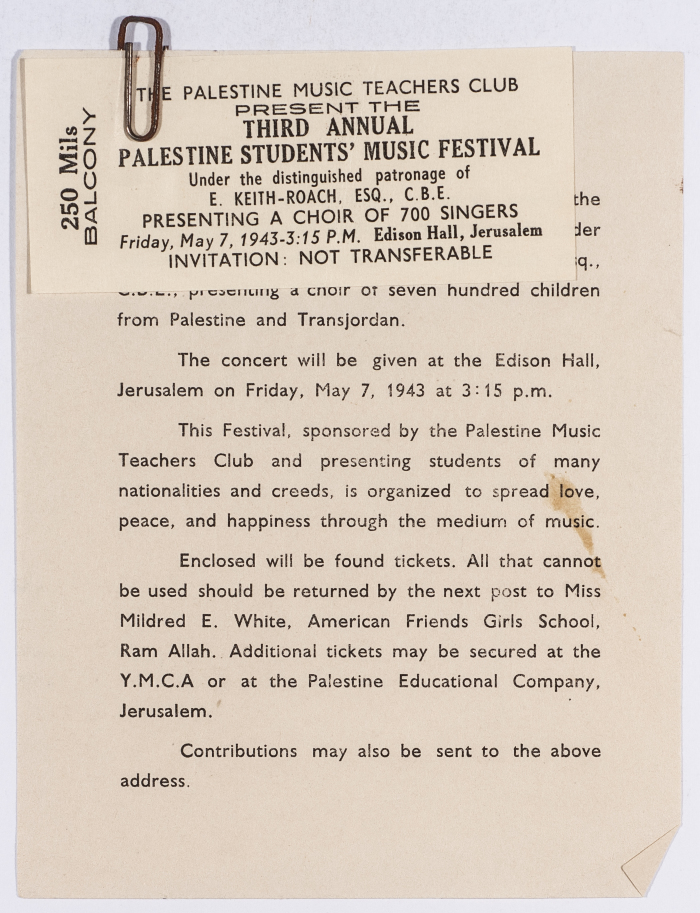 THE PALESTINE MUSIC TEACHERS CLUB
PRESENT THE
THIRD ANNUAL
PALESTINE STUDENTS' MUSIC FESTIVAL
Under the distinguished patronage of
E. KEITH-ROACH, ESQ., C.B.E.
PRESENTING A CHOIR OF 700 SINGERS
Friday, May 7, 1943-3:15 P.M. Edison Hall, Jerusalem
INVITATION: NOT TRANSFERABLE
250 Mils
BALCONY
the
der
sq.,
C.B.E., presenting a choir of seven hundred children
from Palestine and Transjordan.
The concert will be given at the Edison Hall,
Jerusalem on Friday, May 7, 1943 at 3:15 p.m.
This Festival, sponsored by the Palestine Music
Teachers Club and presenting students of many
nationalities and creeds, is organized to spread love,
peace, and happiness through the medium of music.
Enclosed will be found tickets. All that cannot
be used should be returned by the next post to Miss
Mildred E. White, American Friends Girls School,
Ram Allah. Additional tickets may be secured at the
Y.M.C.A or at the Palestine Educational Company,
Jerusalem.
Contributions may also be sent to the above
address.